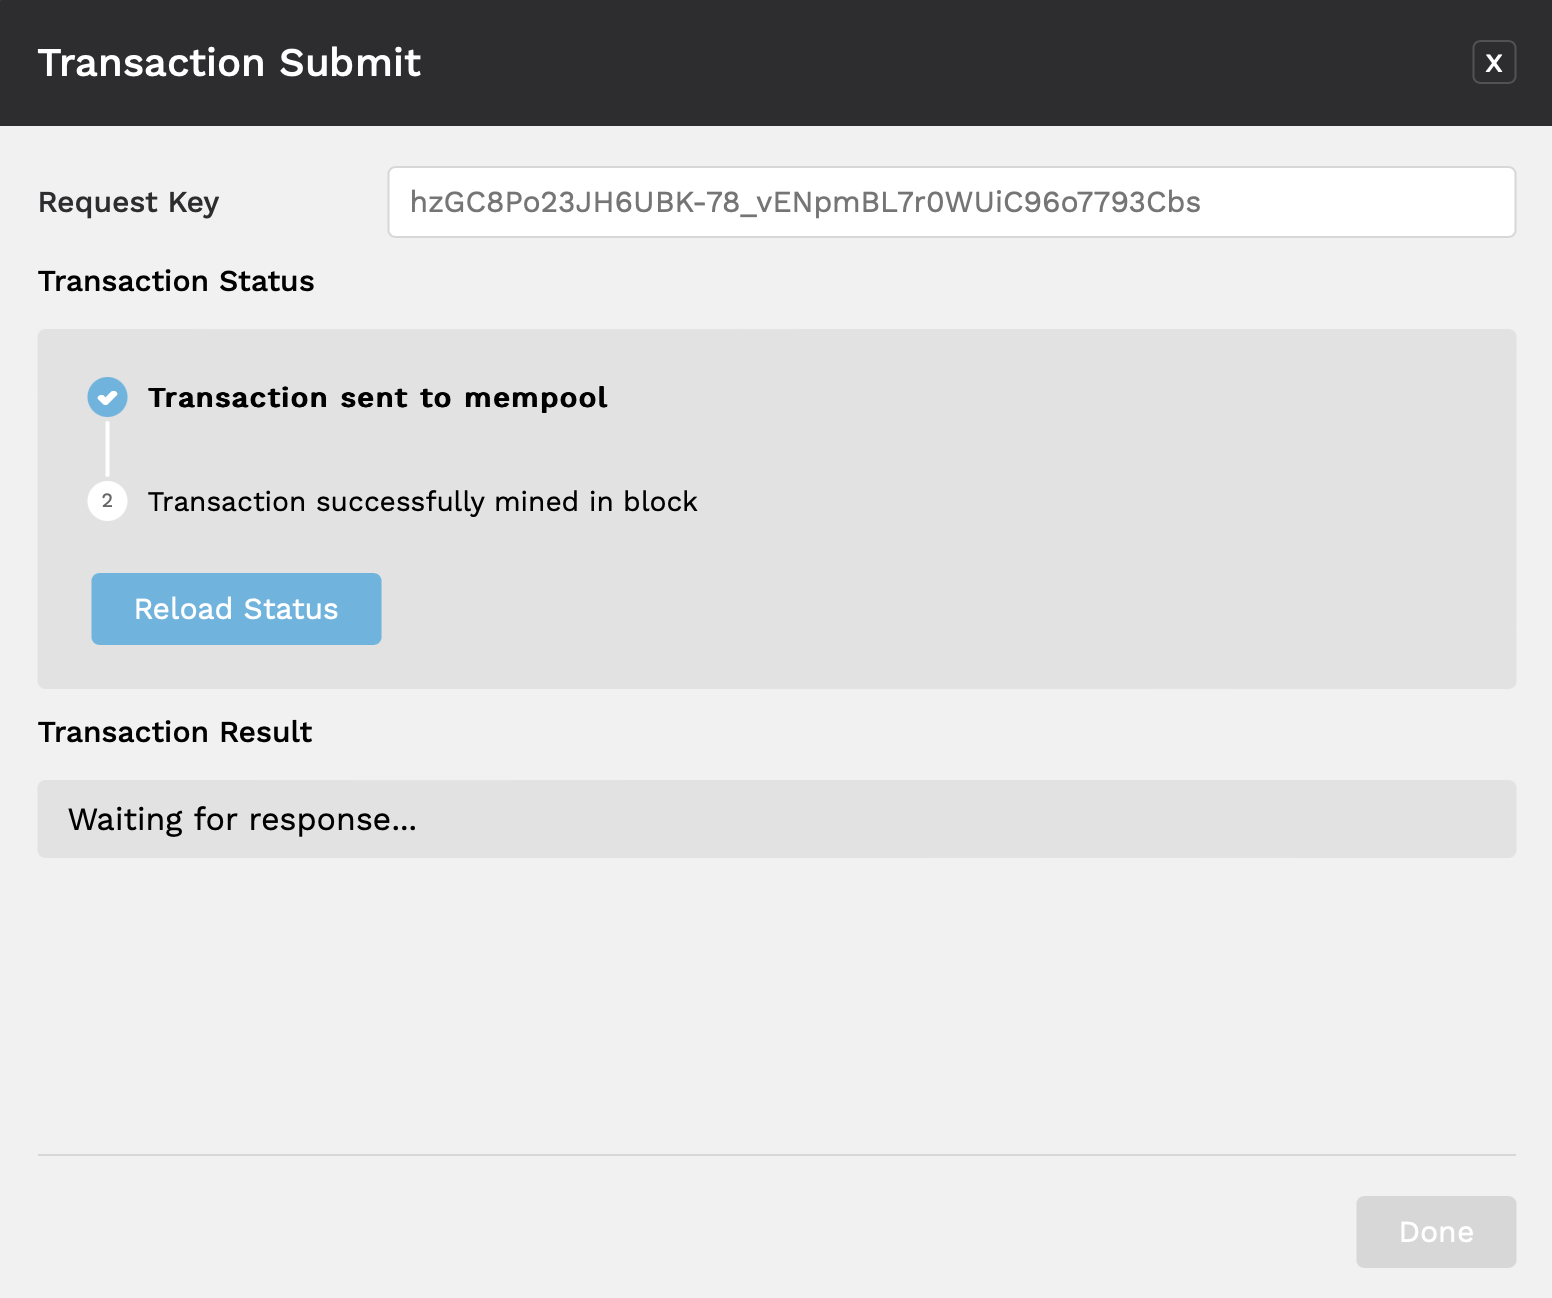 Transaction Submit
X
Request Key
hzGC8Po23JH6UBK-78_vENpmBL7r0WUiC96o7793Cbs
Transaction Status
Transaction sent to mempool
2
Transaction successfully mined in block
Reload Status
Transaction Result
Waiting for response...
Done